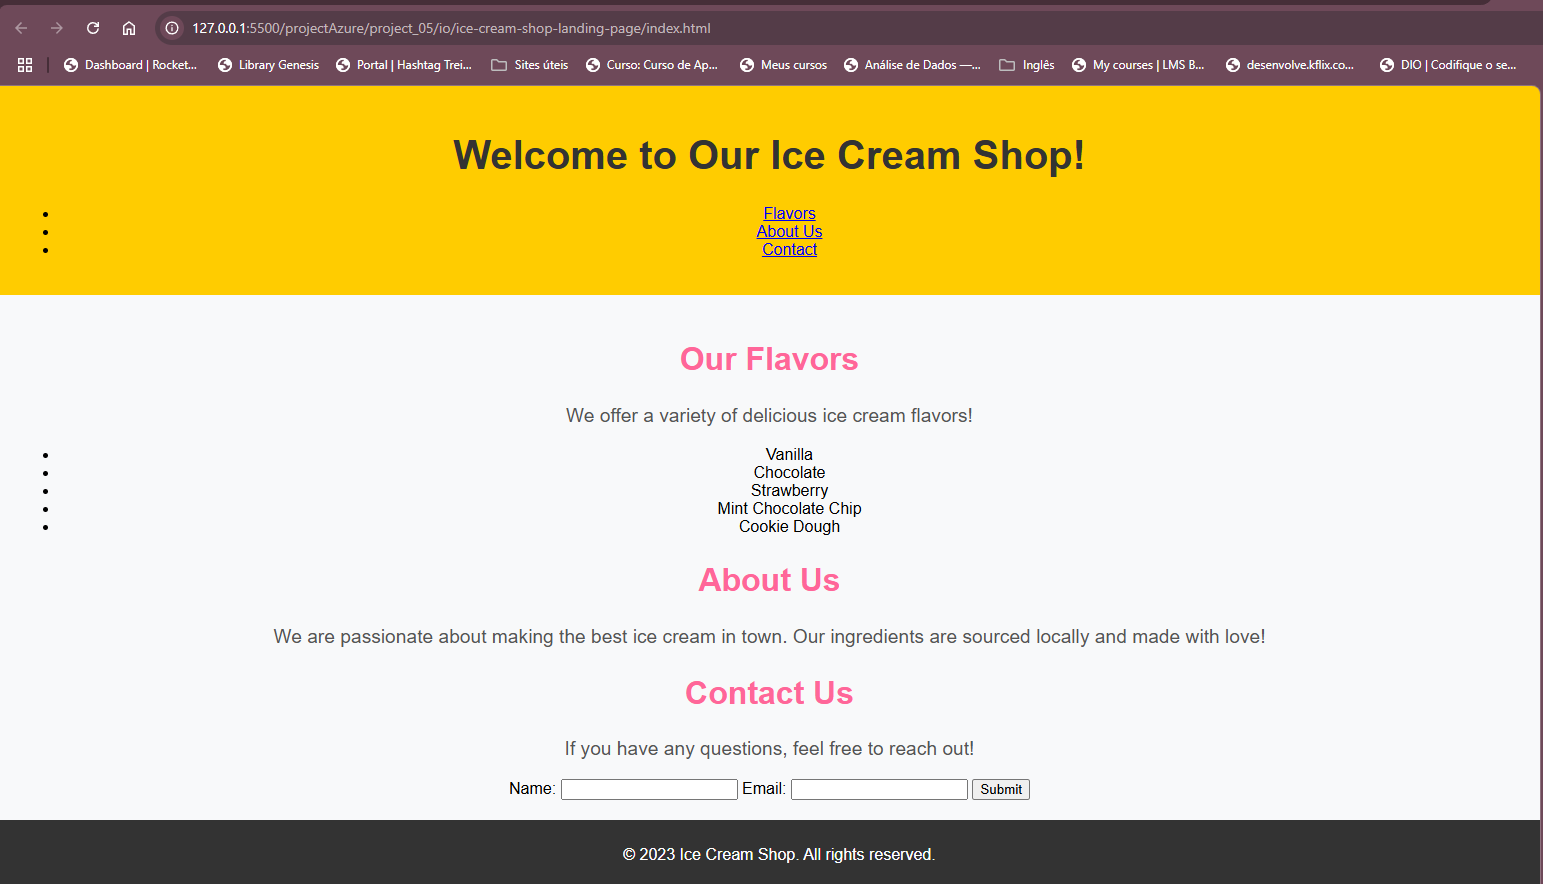 127.0.0.1:5500/projectAzure/project_05/io/ice-cream-shop-landing-page/index.html
Dashboard | Rocket... Library Genesis Portal | Hashtag Trei... Sites úteis Curso: Curso de Ap... Meus cursos Análise de Dados —... Inglês My courses | LMS B... desenvolve.kflix.co... DIO | Codifique o se...
Welcome to Our Ice Cream Shop!
Flavors
About Us
Contact
Our Flavors
We offer a variety of delicious ice cream flavors!
Vanilla
Chocolate
Strawberry
Mint Chocolate Chip
Cookie Dough
About Us
We are passionate about making the best ice cream in town. Our ingredients are sourced locally and made with love!
Contact Us
If you have any questions, feel free to reach out!
Name: Email: Submit
© 2023 Ice Cream Shop. All rights reserved.